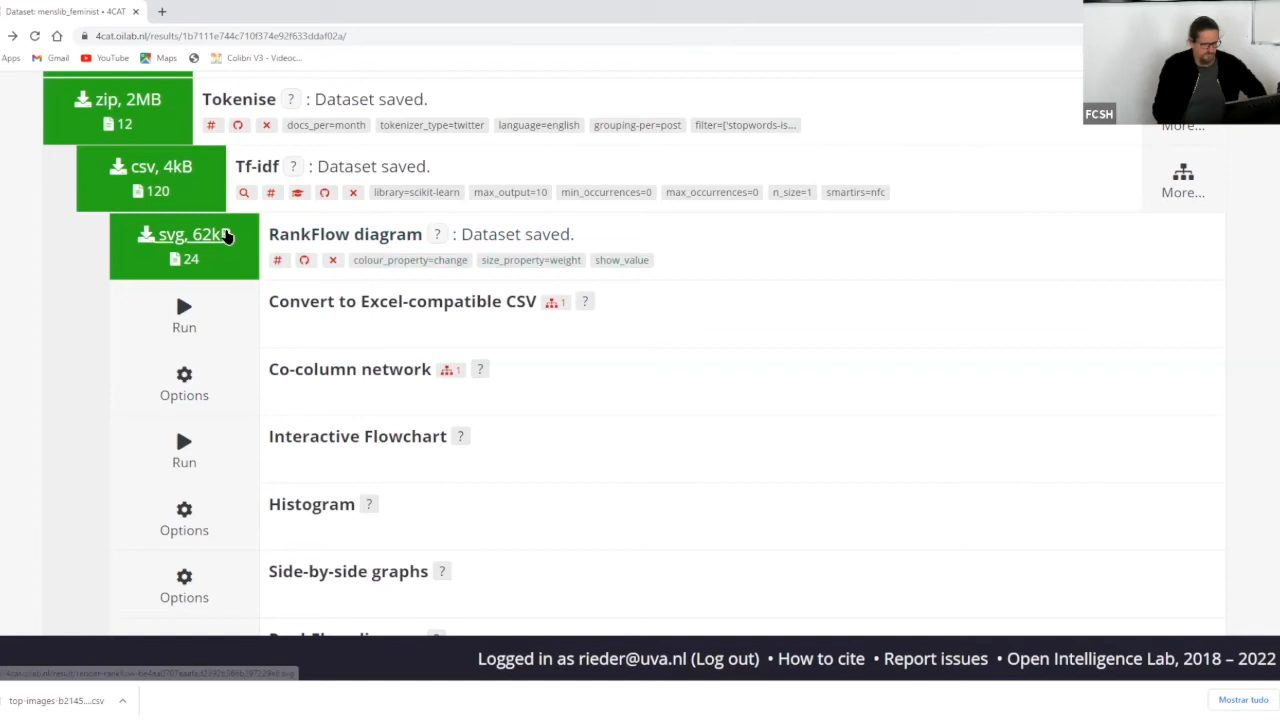 Dataset: menslib_feminist • 4CAT
4cat.oilab.nl/results/1b7111e744c710f374e92f633ddaf02a/
Apps Gmail YouTube Maps Colibri V3 - Videoc...
FCSH
zip, 2MB
12
Tokenise ? : Dataset saved.
# docs_per=month tokenizer_type=twitter language=english grouping-per=post filter=['stopwords-is...
More...
csv, 4kB
120
Tf-idf ? : Dataset saved.
# library=scikit-learn max_output=10 min_occurrences=0 max_occurrences=0 n_size=1 smartirs=nfc
More...
svg, 62k
24
RankFlow diagram ? : Dataset saved.
# colour_property=change size_property=weight show_value
Run
Convert to Excel-compatible CSV 1 ?
Options
Co-column network 1 ?
Run
Interactive Flowchart ?
Options
Histogram ?
Options
Side-by-side graphs ?
Logged in as rieder@uva.nl (Log out) • How to cite • Report issues • Open Intelligence Lab, 2018 – 2022
top-images-b2145....csv
Mostrar tudo